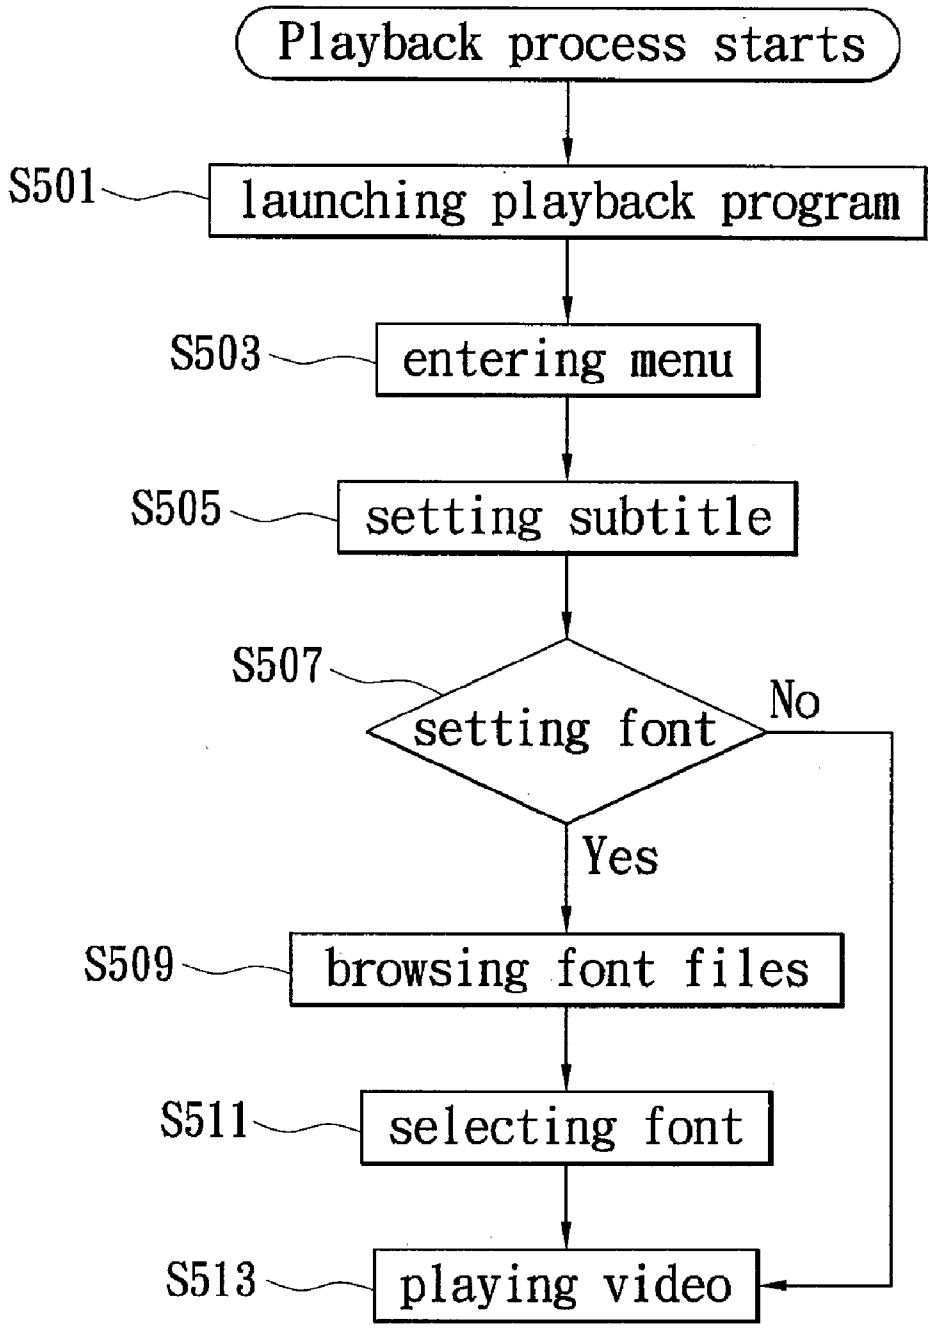 Playback process starts
S501
launching playback program
S503
entering menu
S505
setting subtitle
S507
setting font
No
Yes
S509
browsing font files
S511
selecting font
S513
playing video